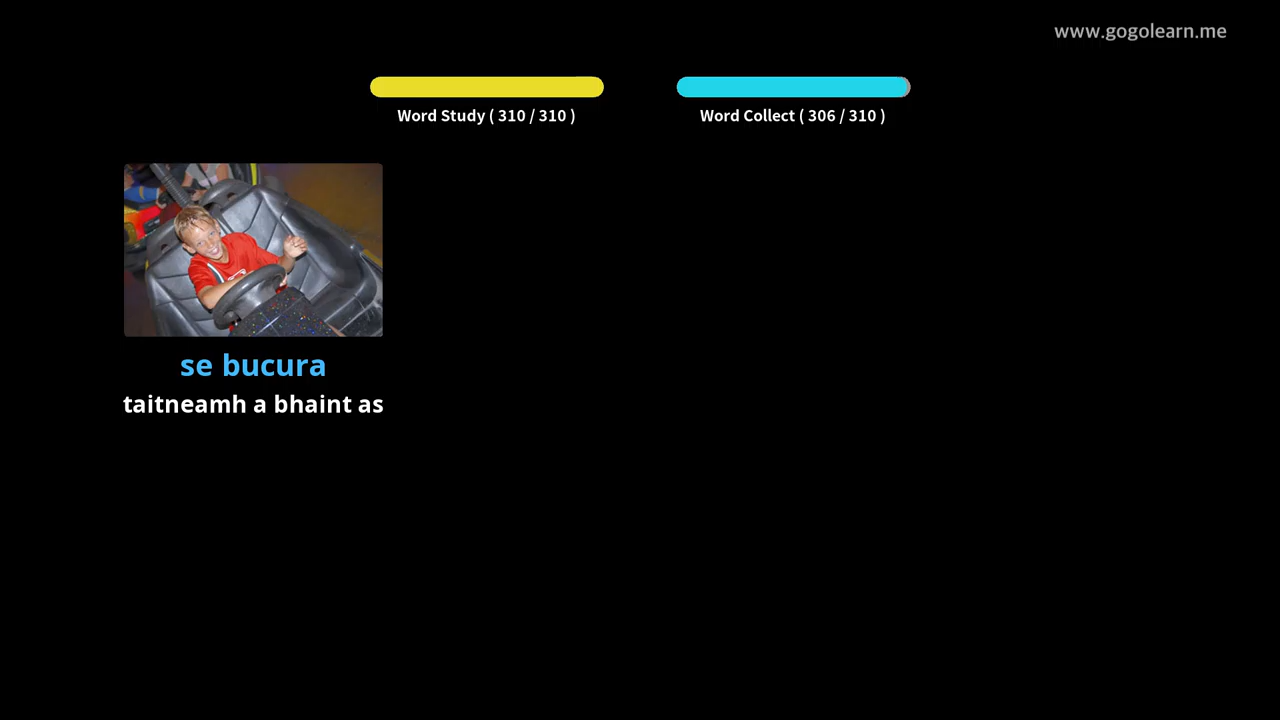 www.gogolearn.me
Word Study ( 310 / 310 )
Word Collect ( 306 / 310 )
se bucura
taitneamh a bhaint as